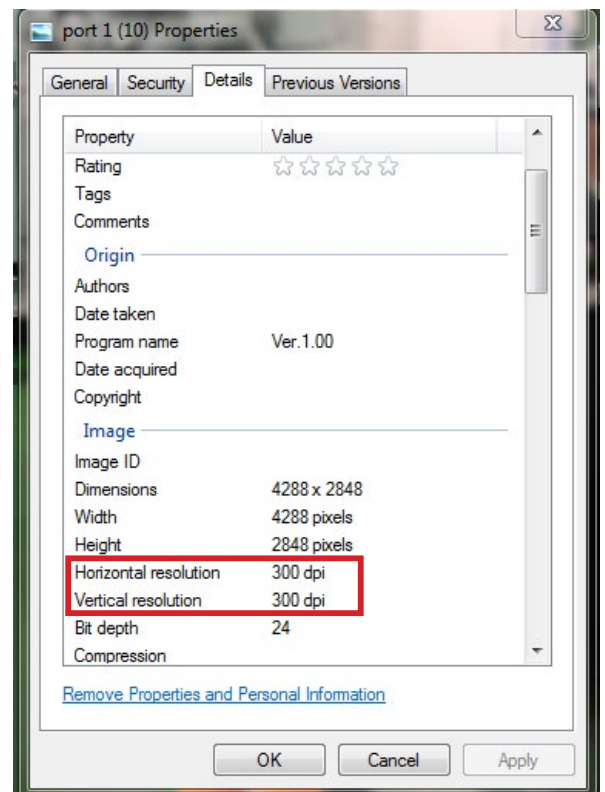 port 1 (10) Properties
General Security Details Previous Versions
Property Value
Rating
Tags
Comments
Origin
Authors
Date taken
Program name Ver.1.00
Date acquired
Copyright
Image
Image ID
Dimensions 4288 x 2848
Width 4288 pixels
Height 2848 pixels
Horizontal resolution 300 dpi
Vertical resolution 300 dpi
Bit depth 24
Compression
Remove Properties and Personal Information
OK Cancel Apply